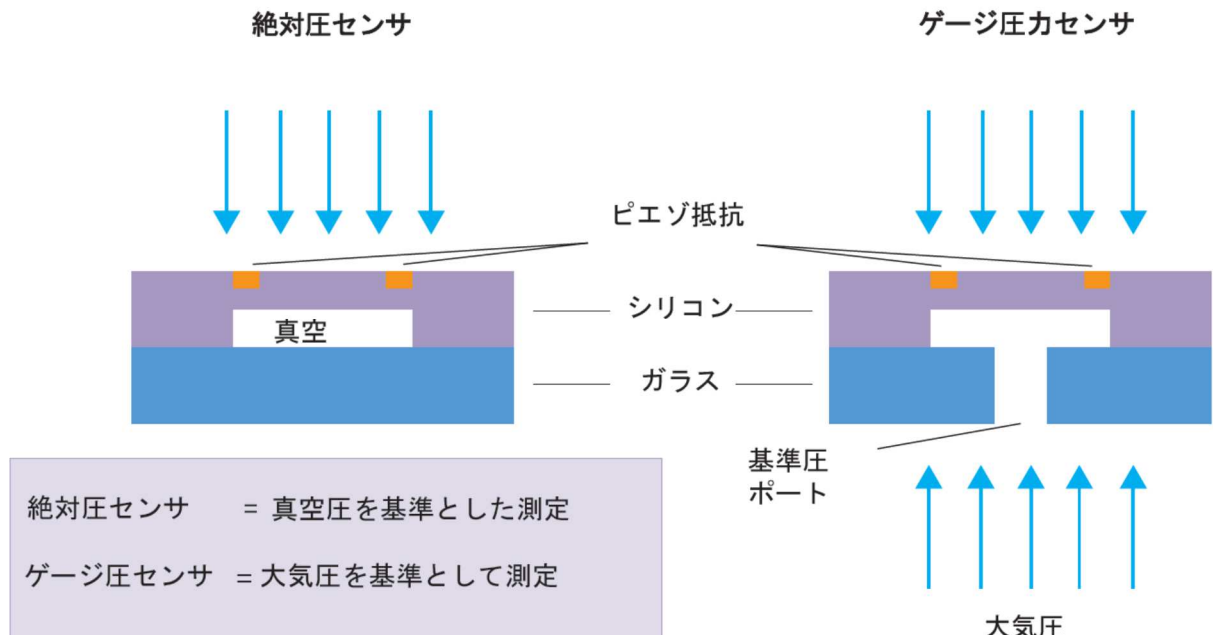 絶対圧センサ
ゲージ圧力センサ
ピエゾ抵抗
シリコン
真空
ガラス
基準圧
ポート
絶対圧センサ = 真空圧を基準とした測定
ゲージ圧センサ = 大気圧を基準として測定
大気圧